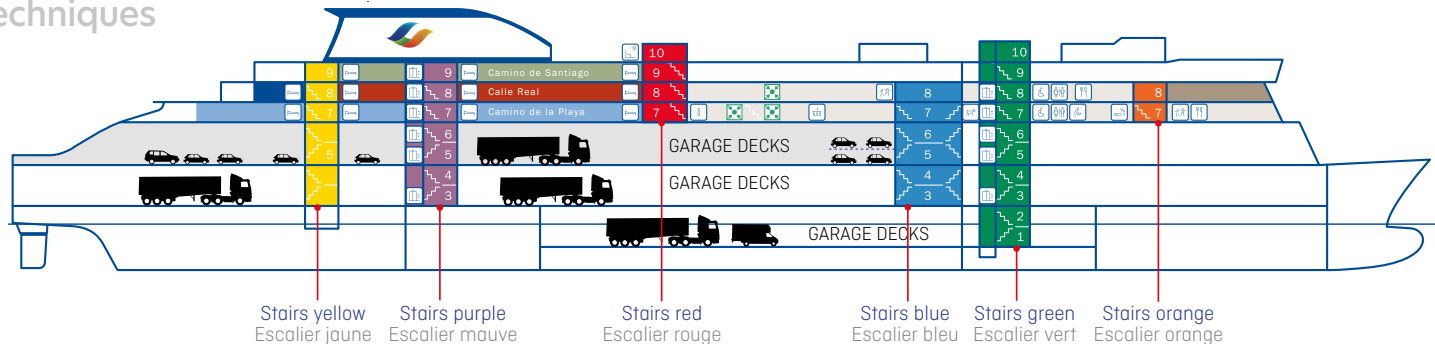 echniques
10
10
9
9
Camino de Santiago
9
9
8
8
Calle Real
8
8
8
8
7
7
Camino de la Playa
7
7
7
7
6
GARAGE DECKS
6
6
5
5
5
5
4
GARAGE DECKS
4
4
3
3
3
2
GARAGE DECKS
1
Stairs yellow
Escalier jaune
Stairs purple
Escalier mauve
Stairs red
Escalier rouge
Stairs blue
Escalier bleu
Stairs green
Escalier vert
Stairs orange
Escalier orange